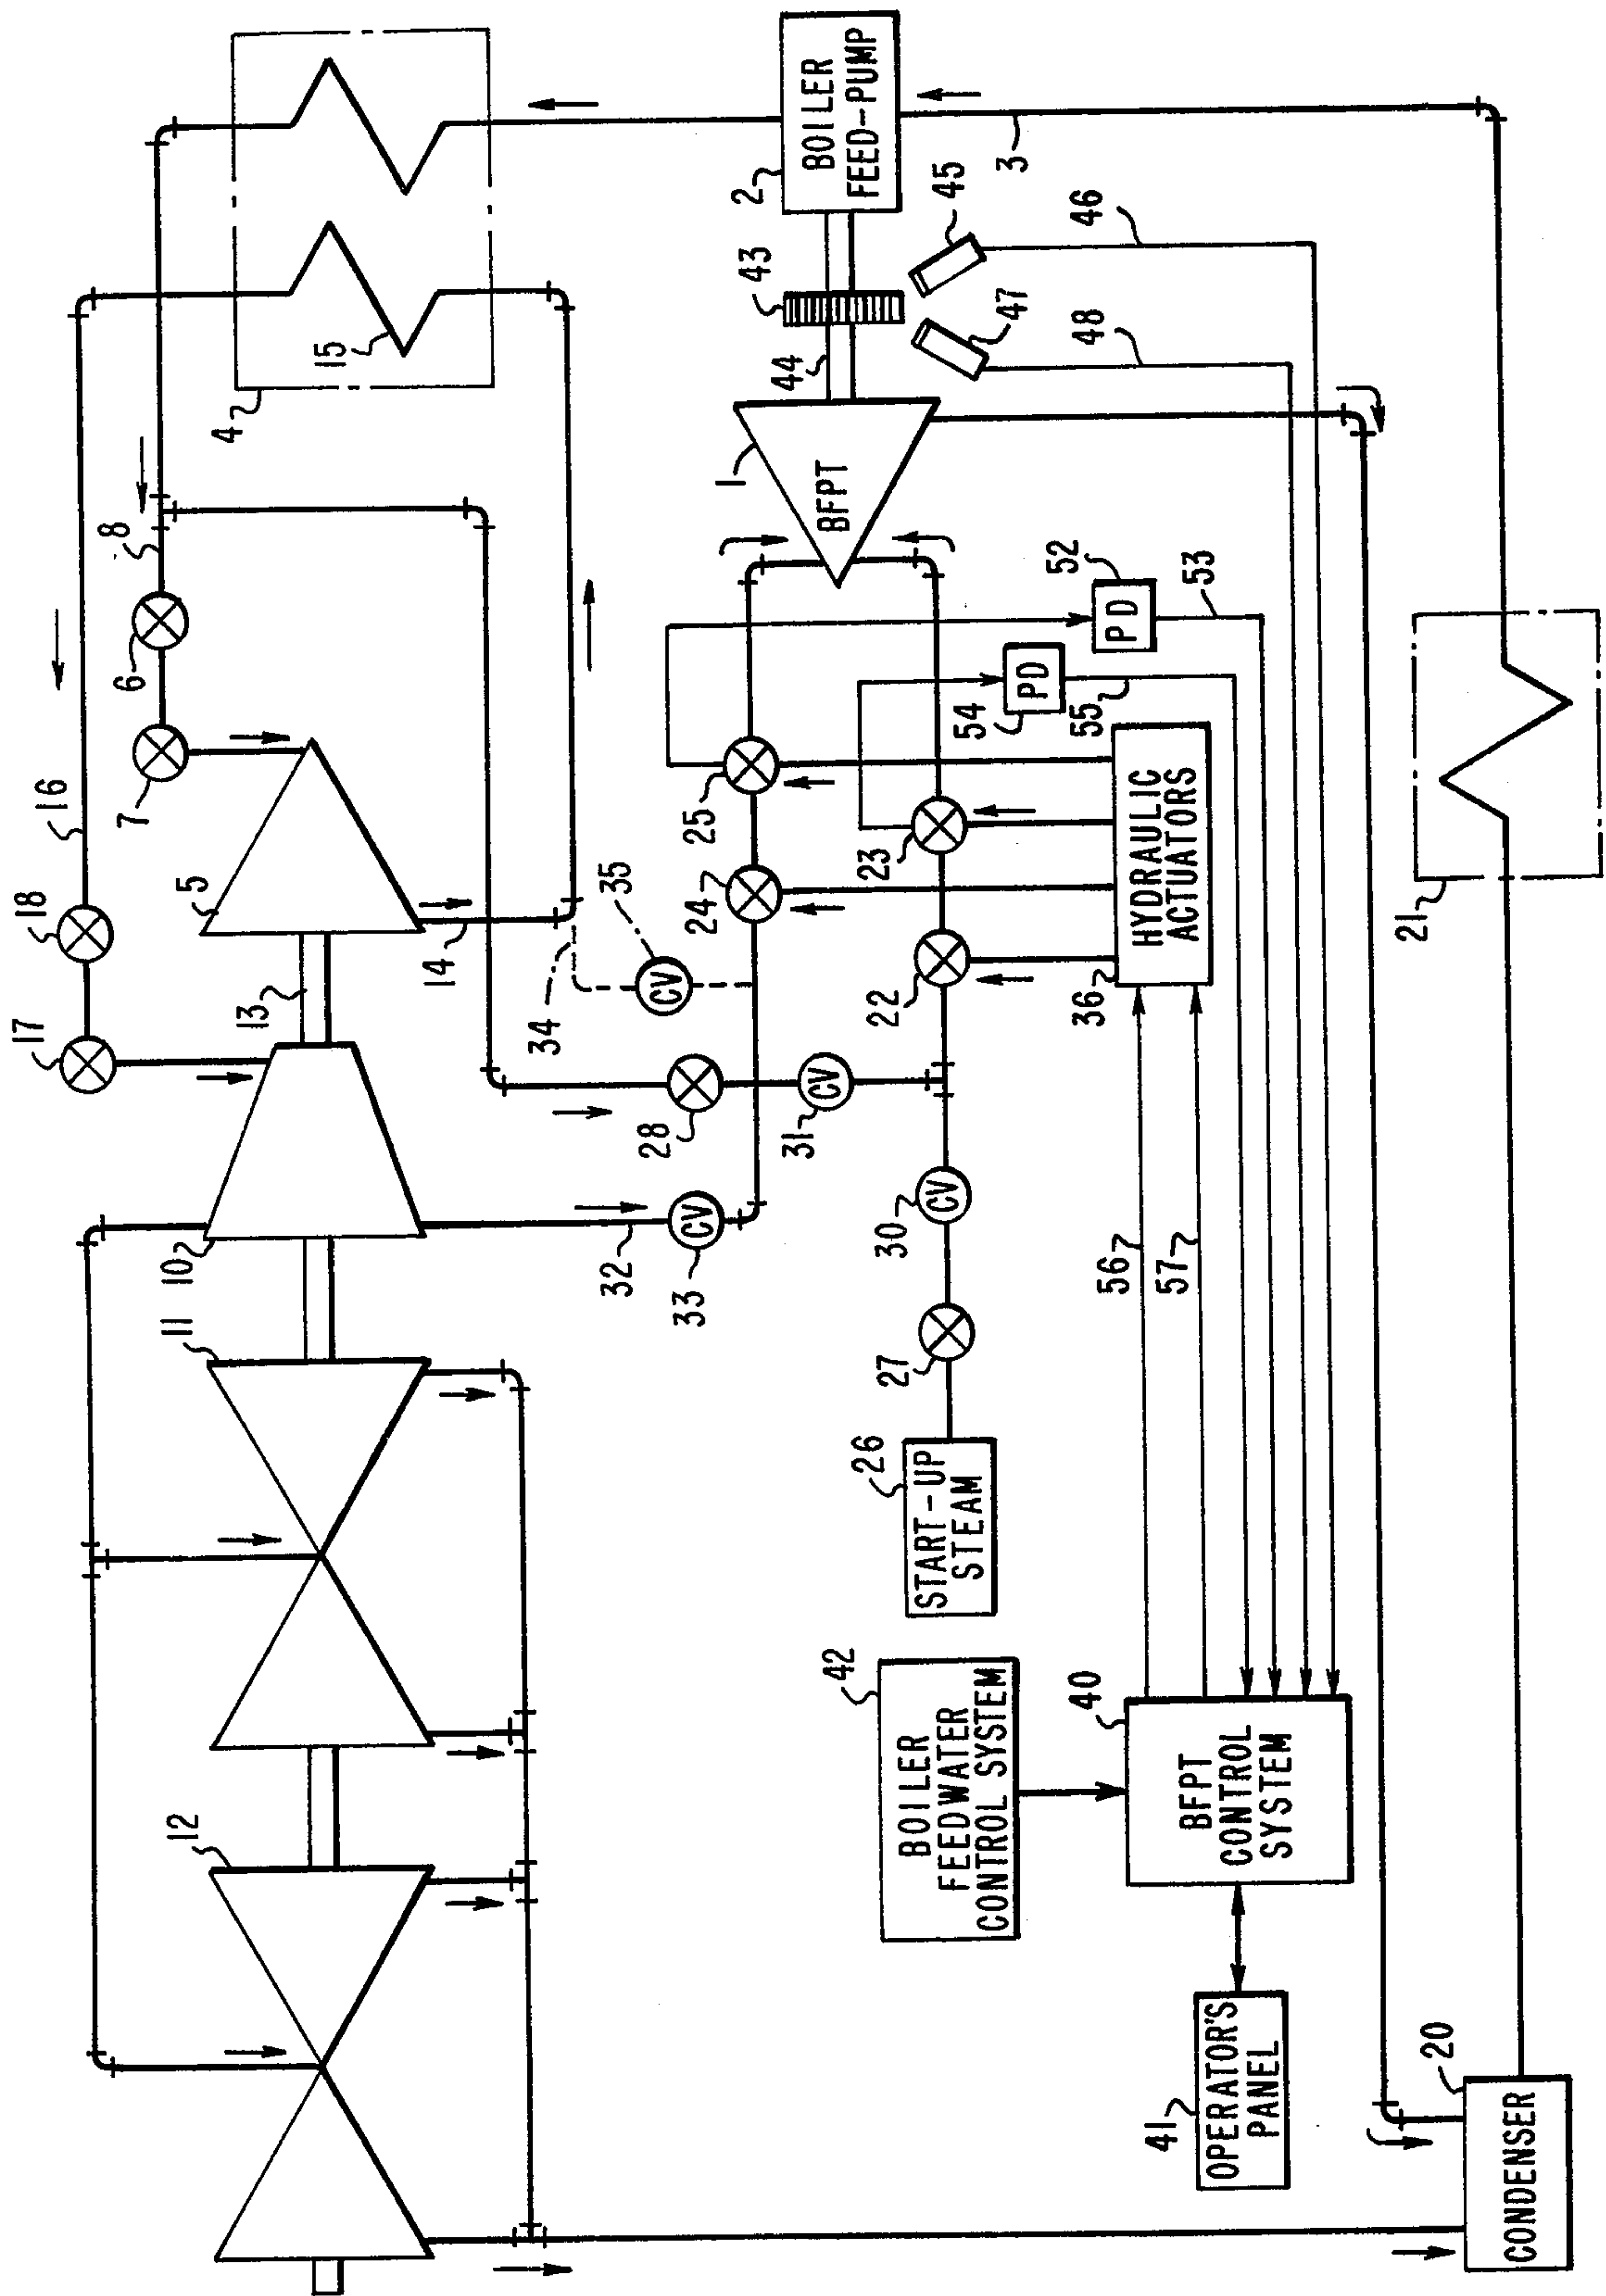 17
18
16
7
6
8
4
15
10
13
5
14
34
35
CV
11
12
32
33
CV
28
31
CV
24
25
1
BFPT
44
43
2
BOILER
FEED-PUMP
3
45
46
47
48
26
START-UP
STEAM
27
30
CV
22
23
54
PD
55
52
PD
53
36
HYDRAULIC
ACTUATORS
56
57
42
BOILER
FEEDWATER
CONTROL SYSTEM
40
BFPT
CONTROL
SYSTEM
41
OPERATOR'S
PANEL
20
CONDENSER
21